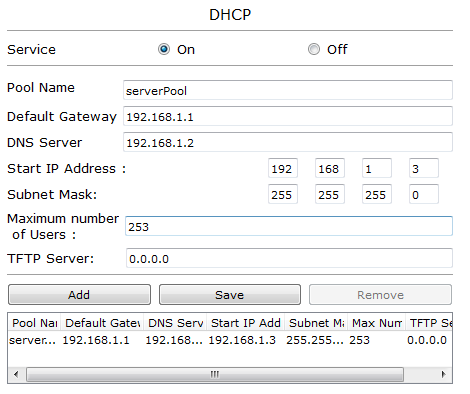 DHCP
Service On Off
Pool Name serverPool
Default Gateway 192.168.1.1
DNS Server 192.168.1.2
Start IP Address : 192 168 1 3
Subnet Mask: 255 255 255 0
Maximum number
of Users : 253
TFTP Server: 0.0.0.0
Add Save Remove
Pool Nar Default Gatew DNS Serv Start IP Add Subnet Ma Max Num TFTP Se
server... 192.168.1.1 192.168... 192.168.1.3 255.255... 253 0.0.0.0